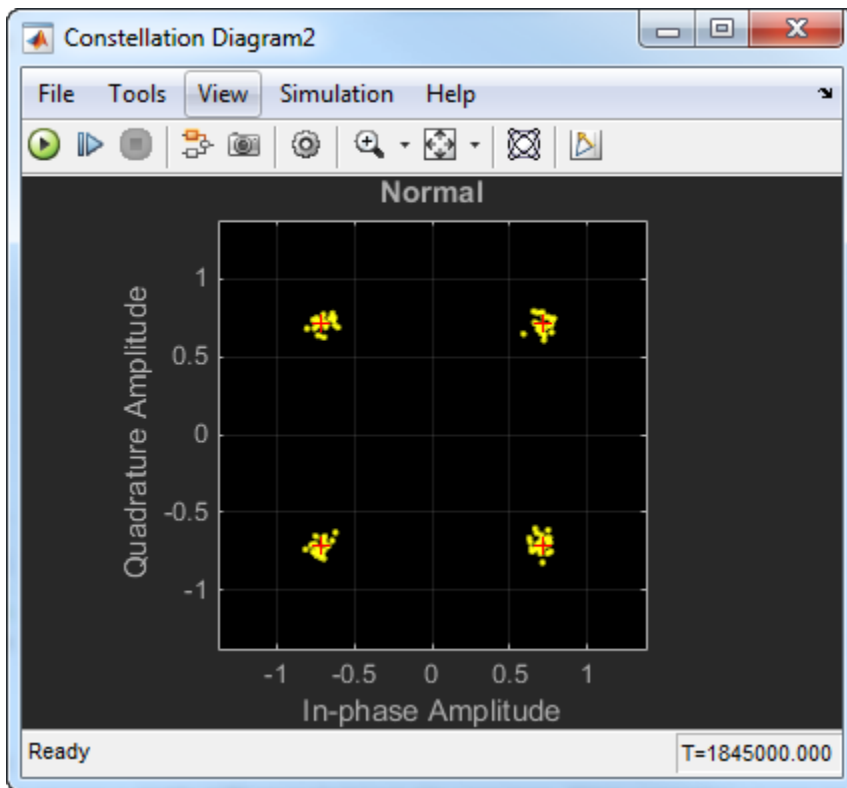 Constellation Diagram2
File Tools View Simulation Help
Normal
Quadrature Amplitude
1
0.5
0
-0.5
-1
-1 -0.5 0 0.5 1
In-phase Amplitude
Ready T=1845000.000